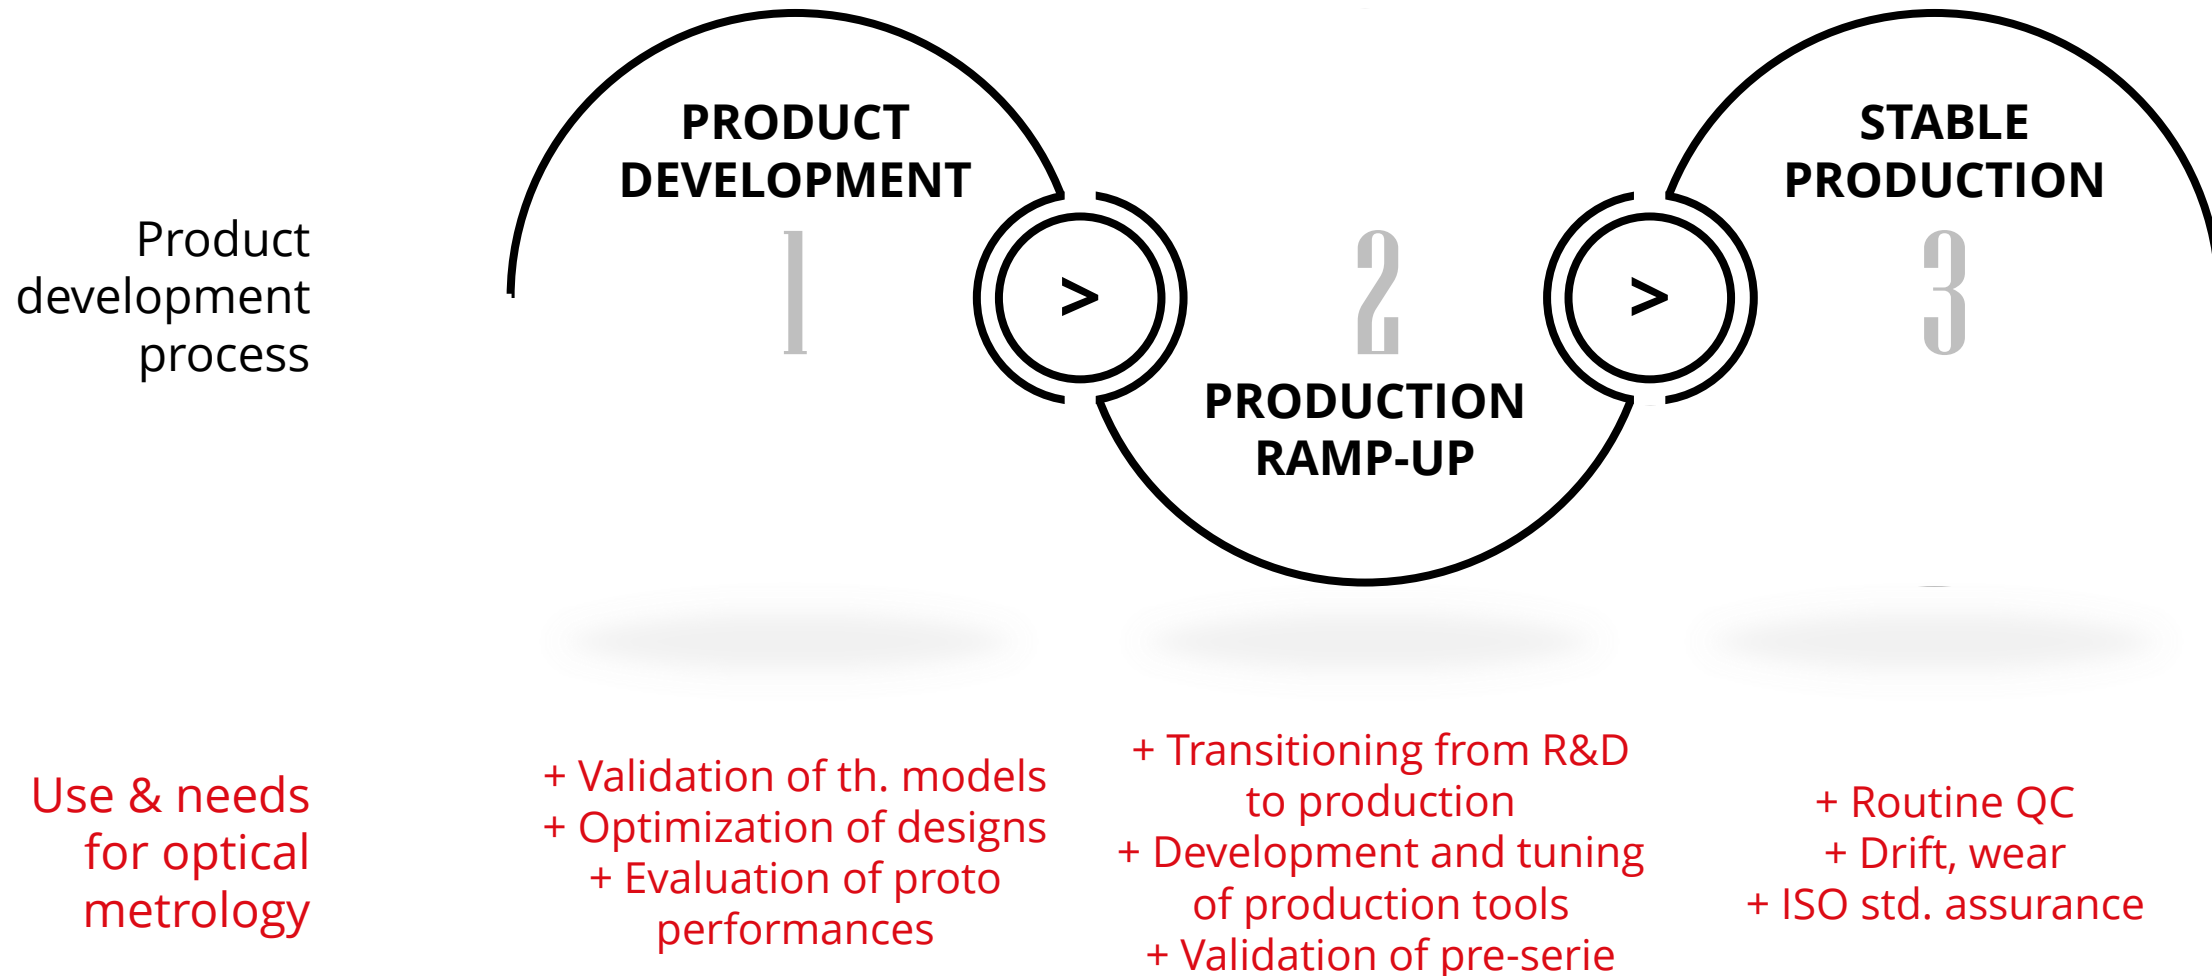 Product
development
process
PRODUCT
DEVELOPMENT
1
>
2
PRODUCTION
RAMP-UP
>
STABLE
PRODUCTION
3
Use & needs
for optical
metrology
+ Validation of th. models
+ Optimization of designs
+ Evaluation of proto
performances
+ Transitioning from R&D
to production
+ Development and tuning
of production tools
+ Validation of pre-serie
+ Routine QC
+ Drift, wear
+ ISO std. assurance